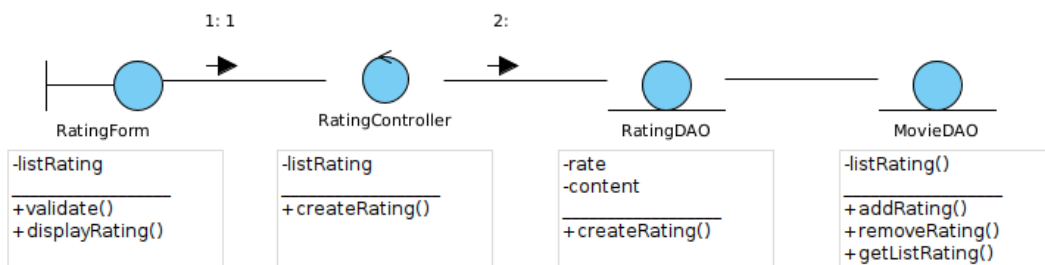 1: 1
2:
RatingForm
RatingController
RatingDAO
MovieDAO
-listRating
+validate()
+displayRating()
-listRating
+createRating()
-rate
-content
+createRating()
-listRating()
+addRating()
+removeRating()
+getListRating()